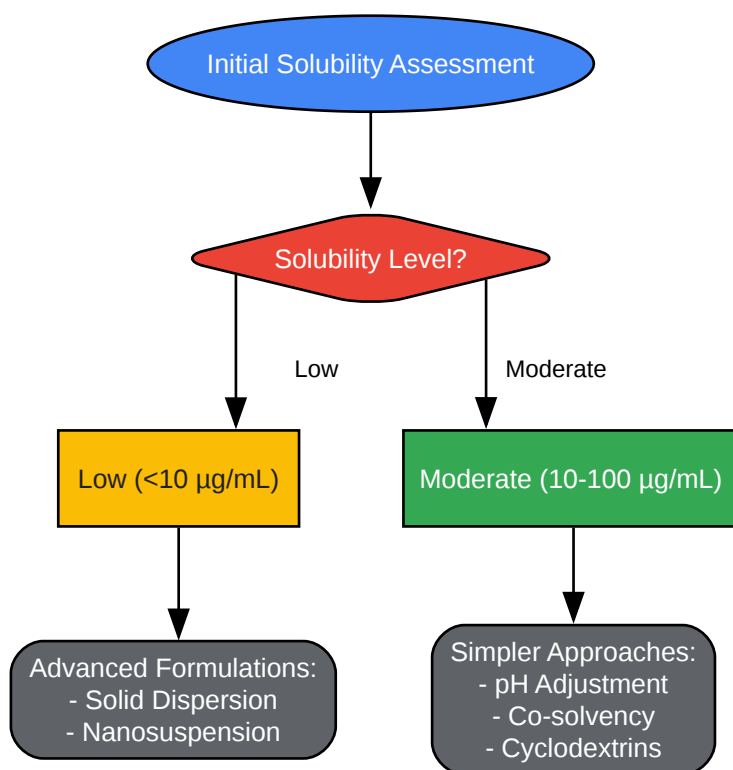 Initial Solubility Assessment
Solubility Level?
Low
Moderate
Low (<10 µg/mL)
Moderate (10-100 µg/mL)
Advanced Formulations:
- Solid Dispersion
- Nanosuspension
Simpler Approaches:
- pH Adjustment
- Co-solvency
- Cyclodextrins